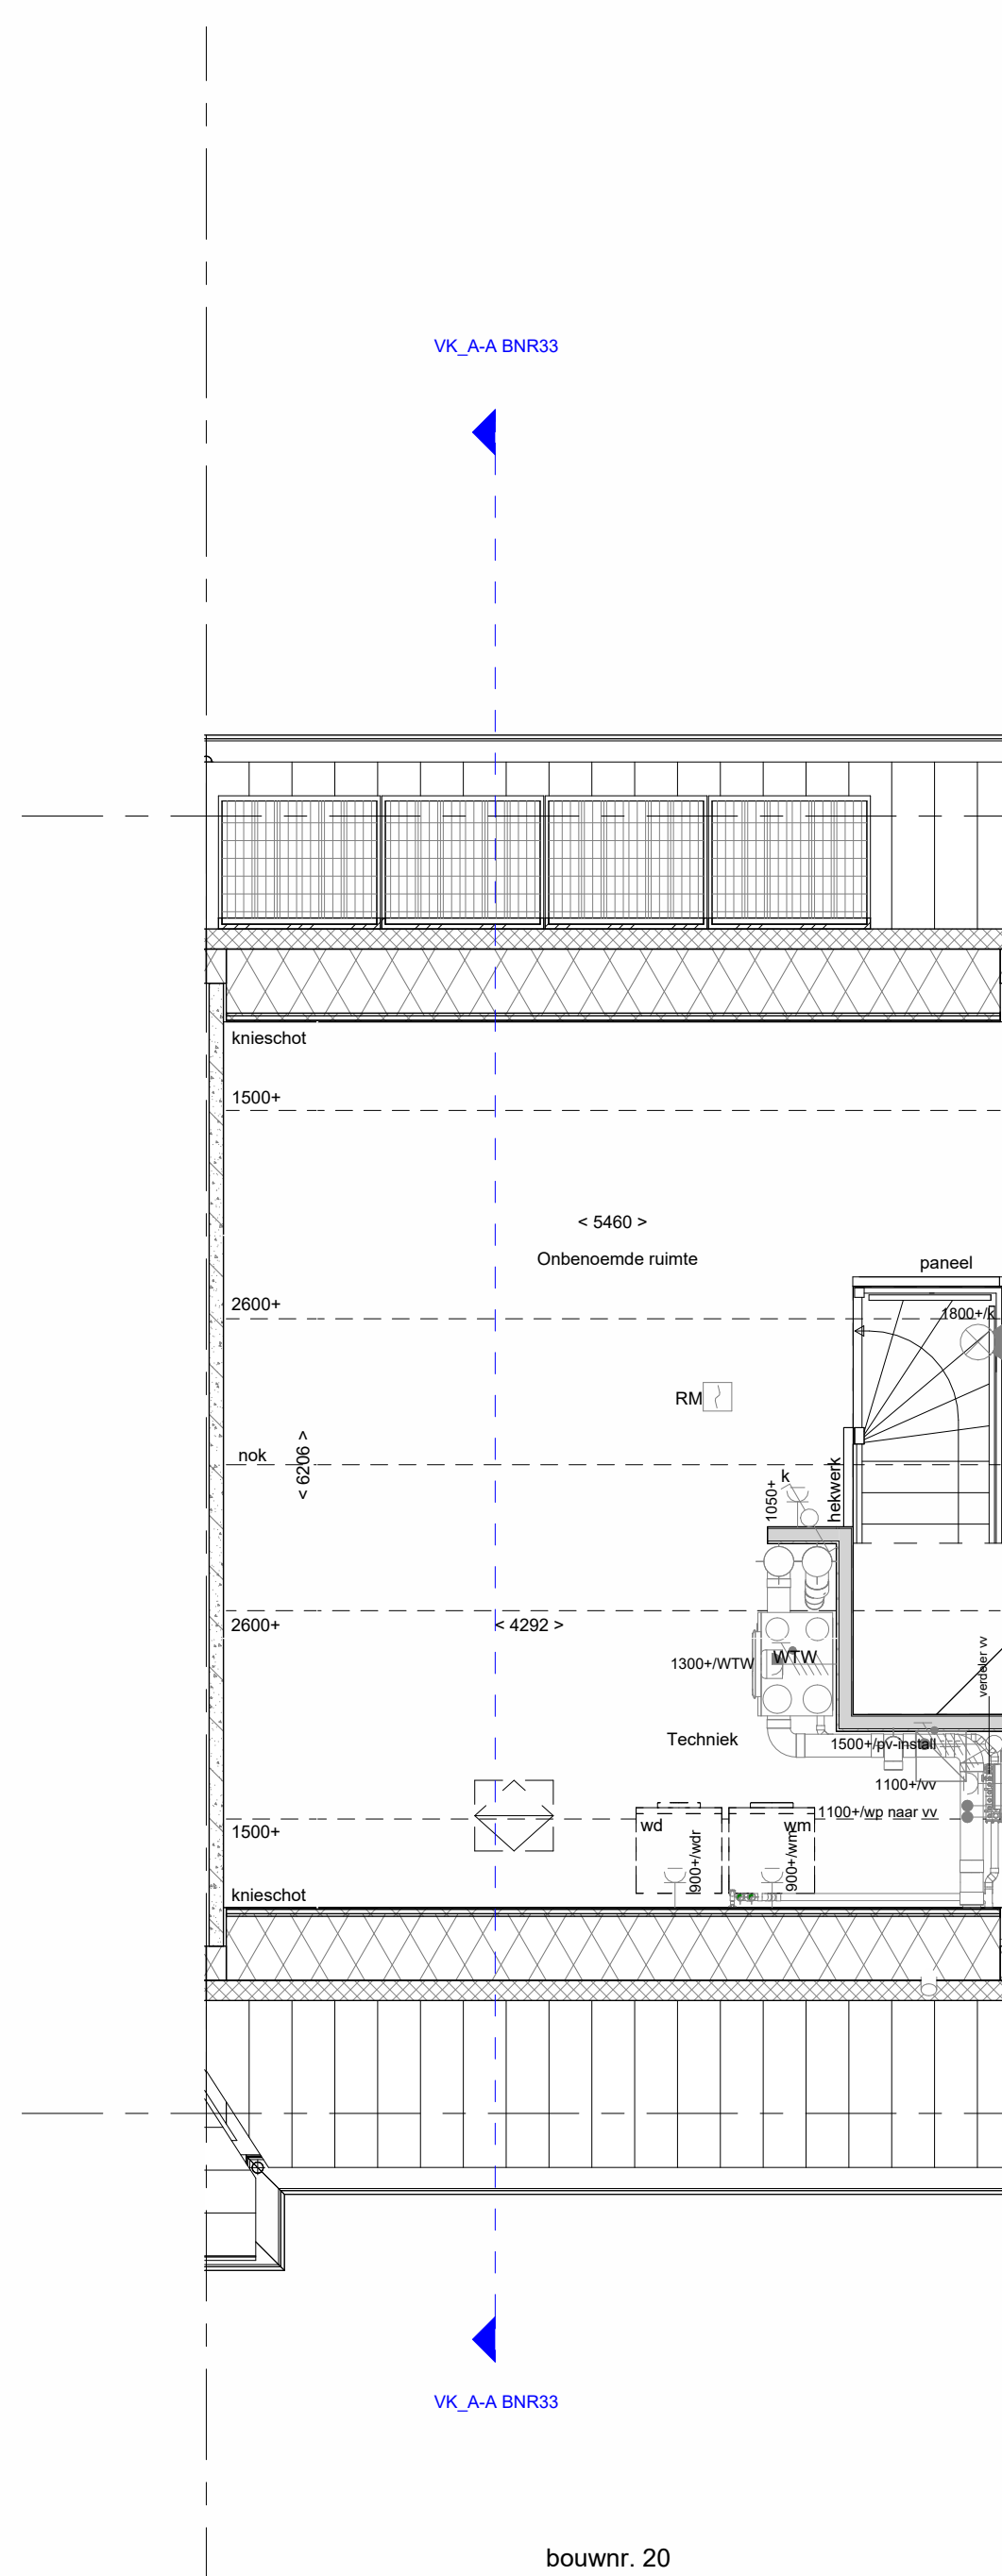 VK_A-A BNR33
knieschot
1500+
< 5460 >
Onbenoemde ruimte
paneel
2600+
1800+/k
RM
nok
< 6206 >
k
1050+
hekwerk
2600+
< 4292 >
1300+/WTW
WTW
verdeler vv
Techniek
1500+/pv-install
1100+/vv
1100+/wp naar vv
1500+
wd
wm
900+/wdr
900+/wm
knieschot
VK_A-A BNR33
bouwnr. 20